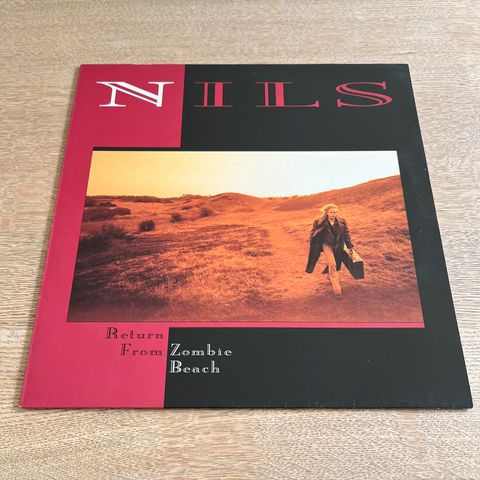 NILS
Return
From Zombie
Beach